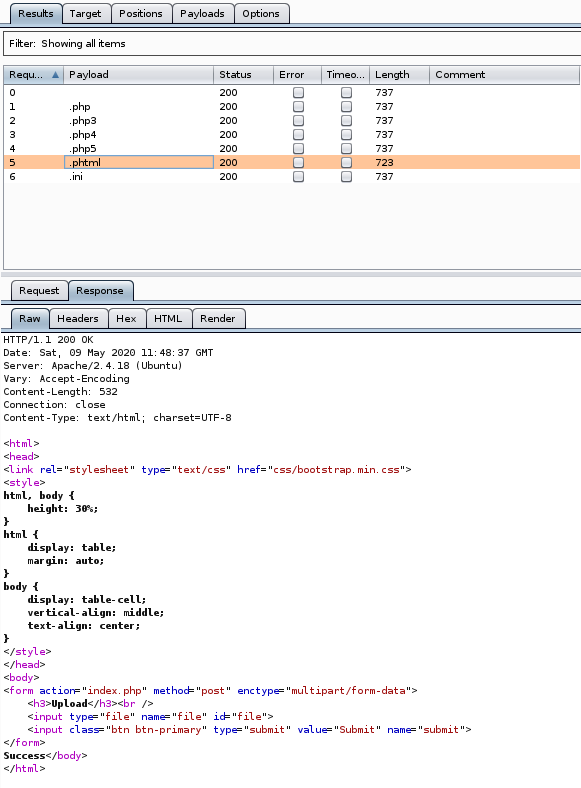 Results Target Positions Payloads Options
Filter: Showing all items
Requ... Payload Status Error Timeo... Length Comment
0 200 737
1 .php 200 737
2 .php3 200 737
3 .php4 200 737
4 .php5 200 737
5 .phtml 200 723
6 .ini 200 737
Request Response
Raw Headers Hex HTML Render
HTTP/1.1 200 OK
Date: Sat, 09 May 2020 11:48:37 GMT
Server: Apache/2.4.18 (Ubuntu)
Vary: Accept-Encoding
Content-Length: 532
Connection: close
Content-Type: text/html; charset=UTF-8
<html>
<head>
<link rel="stylesheet" type="text/css" href="css/bootstrap.min.css">
<style>
html, body {
height: 30%;
}
html {
display: table;
margin: auto;
}
body {
display: table-cell;
vertical-align: middle;
text-align: center;
}
</style>
</head>
<body>
<form action="index.php" method="post" enctype="multipart/form-data">
<h3>Upload</h3><br />
<input type="file" name="file" id="file">
<input class="btn btn-primary" type="submit" value="Submit" name="submit">
</form>
Success</body>
</html>